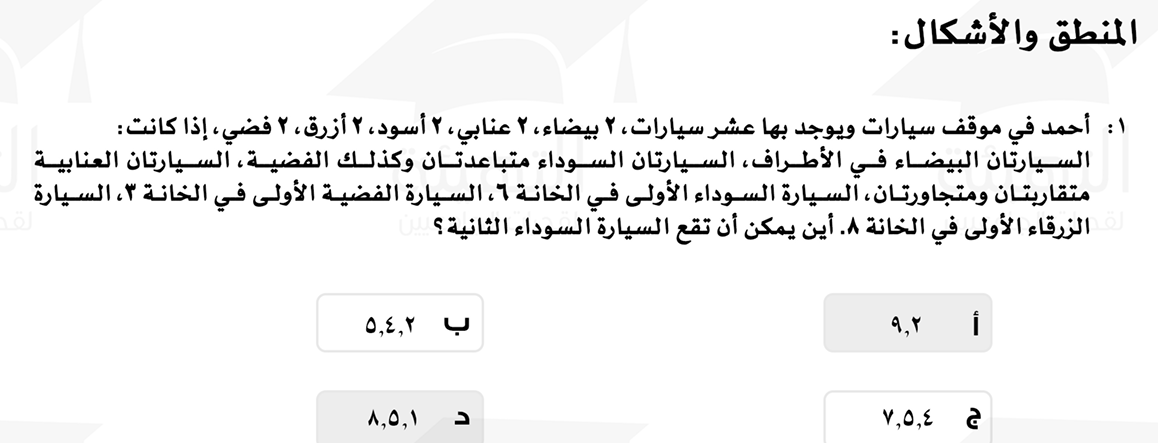 المنطق والأشكال:
١: أحمد في موقف سيارات ويوجد بها عشر سيارات، ٢ بيضاء، ٢ عنابي، ٢ أسود، ٢ أزرق، ٢ فضي، إذا كانت:
السيارتان البيضاء في الأطراف، السيارتان السوداء متباعدتان وكذلك الفضية، السيارتان العنابية
متقاربتان ومتجاورتان، السيارة السوداء الأولى في الخانة ٦، السيارة الفضية الأولى في الخانة ٣، السيارة
الزرقاء الأولى في الخانة ٨. أين يمكن أن تقع السيارة السوداء الثانية؟
أ ٩,٢
ب ٥,٤,٢
ج ٧,٥,٤
د ٨,٥,١